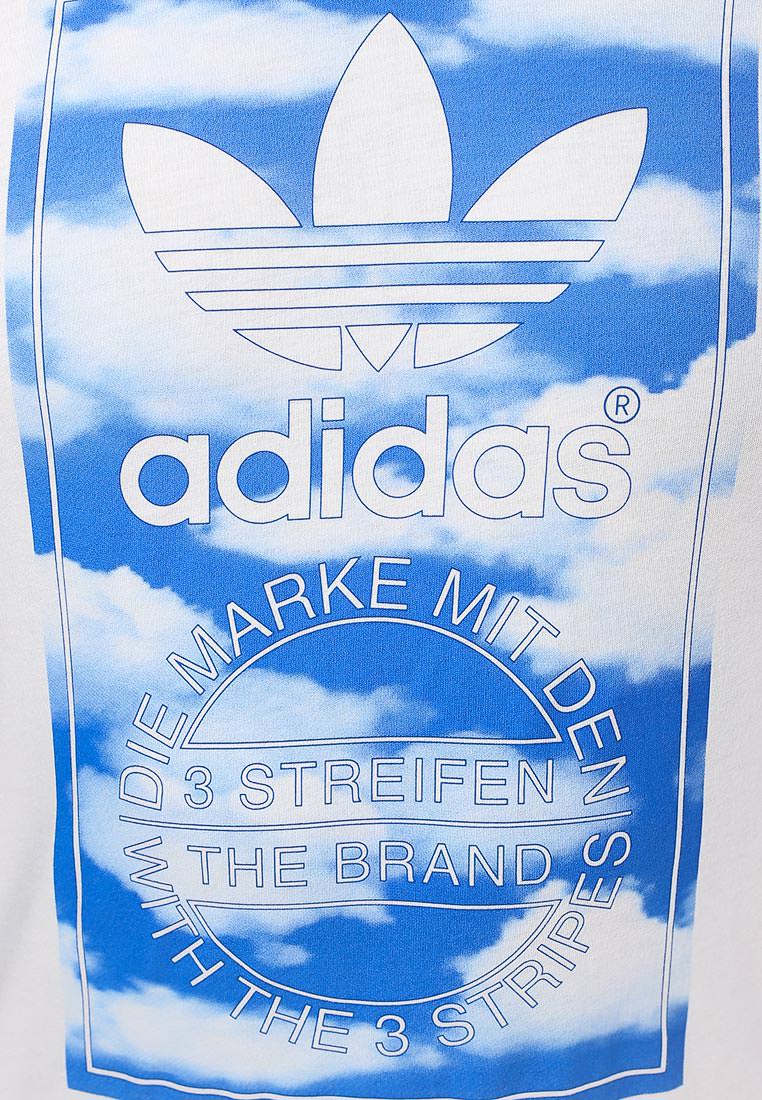 adidas®
DIE MARKE MIT DEN
3 STREIFEN
THE BRAND
WITH THE 3 STRIPES